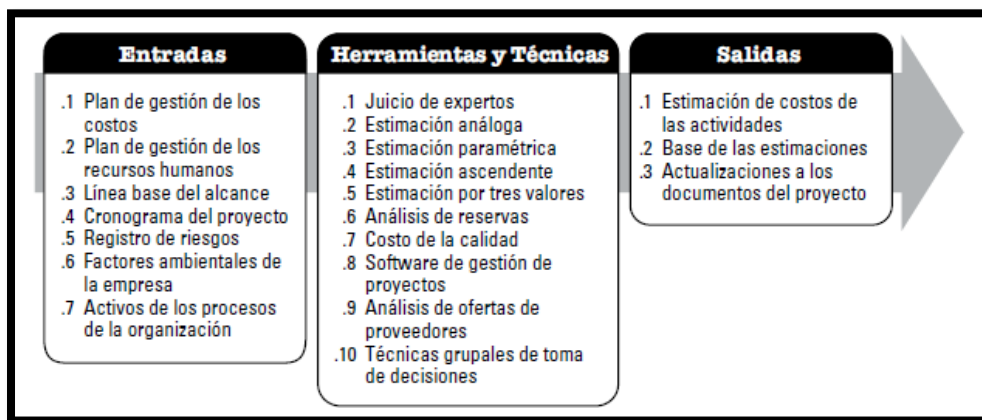 Entradas
.1 Plan de gestión de los
costos
.2 Plan de gestión de los
recursos humanos
.3 Línea base del alcance
.4 Cronograma del proyecto
.5 Registro de riesgos
.6 Factores ambientales de
la empresa
.7 Activos de los procesos
de la organización
Herramientas y Técnicas
.1 Juicio de expertos
.2 Estimación análoga
.3 Estimación paramétrica
.4 Estimación ascendente
.5 Estimación por tres valores
.6 Análisis de reservas
.7 Costo de la calidad
.8 Software de gestión de
proyectos
.9 Análisis de ofertas de
proveedores
.10 Técnicas grupales de toma
de decisiones
Salidas
.1 Estimación de costos de
las actividades
.2 Base de las estimaciones
.3 Actualizaciones a los
documentos del proyecto